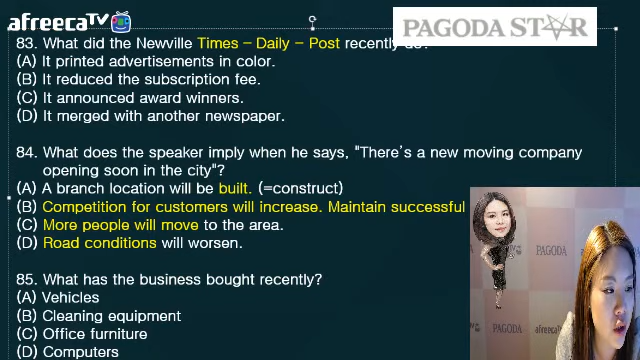 afreecaTV
PAGODA STAR
83. What did the Newville Times - Daily - Post recently do?
(A) It printed advertisements in color.
(B) It reduced the subscription fee.
(C) It announced award winners.
(D) It merged with another newspaper.
84. What does the speaker imply when he says, "There's a new moving company
opening soon in the city"?
(A) A branch location will be built. (=construct)
(B) Competition for customers will increase. Maintain successful
(C) More people will move to the area.
(D) Road conditions will worsen.
85. What has the business bought recently?
(A) Vehicles
(B) Cleaning equipment
(C) Office furniture
(D) Computers
PAGODA
PAGODA
afreeca